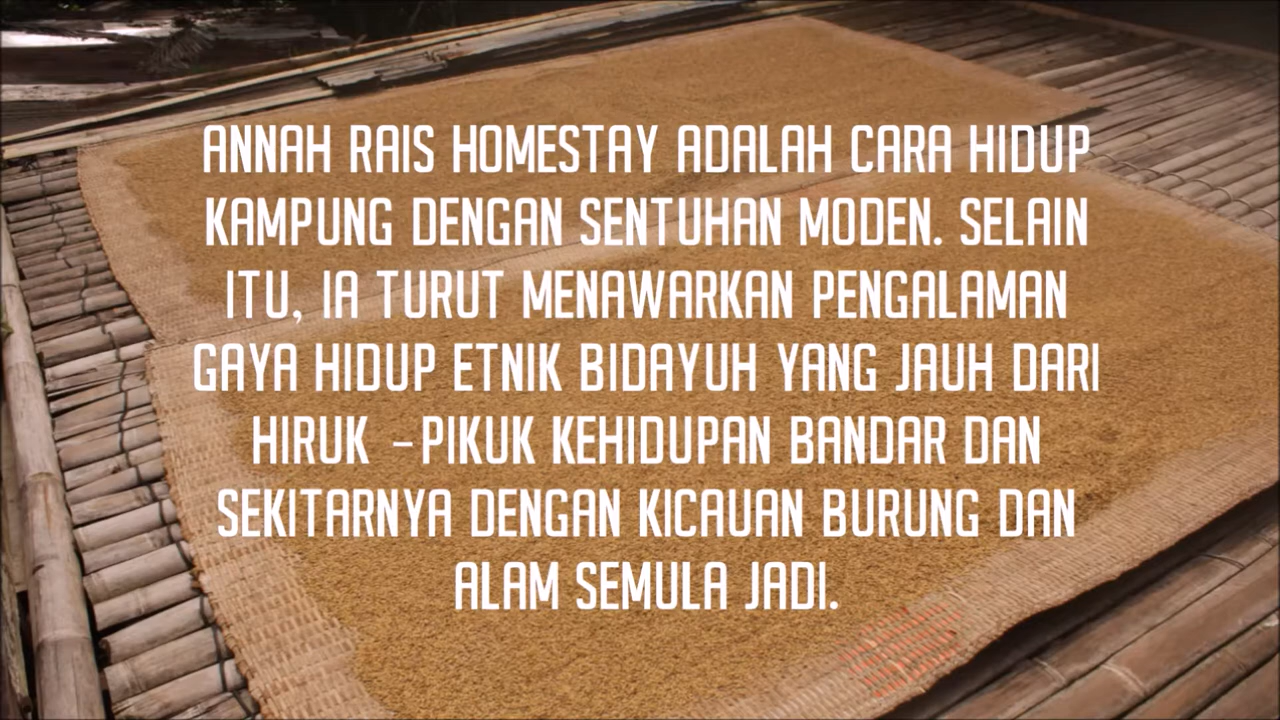 ANNAH RAIS HOMESTAY ADALAH CARA HIDUP
KAMPUNG DENGAN SENTUHAN MODEN. SELAIN
ITU, IA TURUT MENAWARKAN PENGALAMAN
GAYA HIDUP ETNIK BIDAYUH YANG JAUH DARI
HIRUK -PIKUK KEHIDUPAN BANDAR DAN
SEKITARNYA DENGAN KICAUAN BURUNG DAN
ALAM SEMULA JADI.